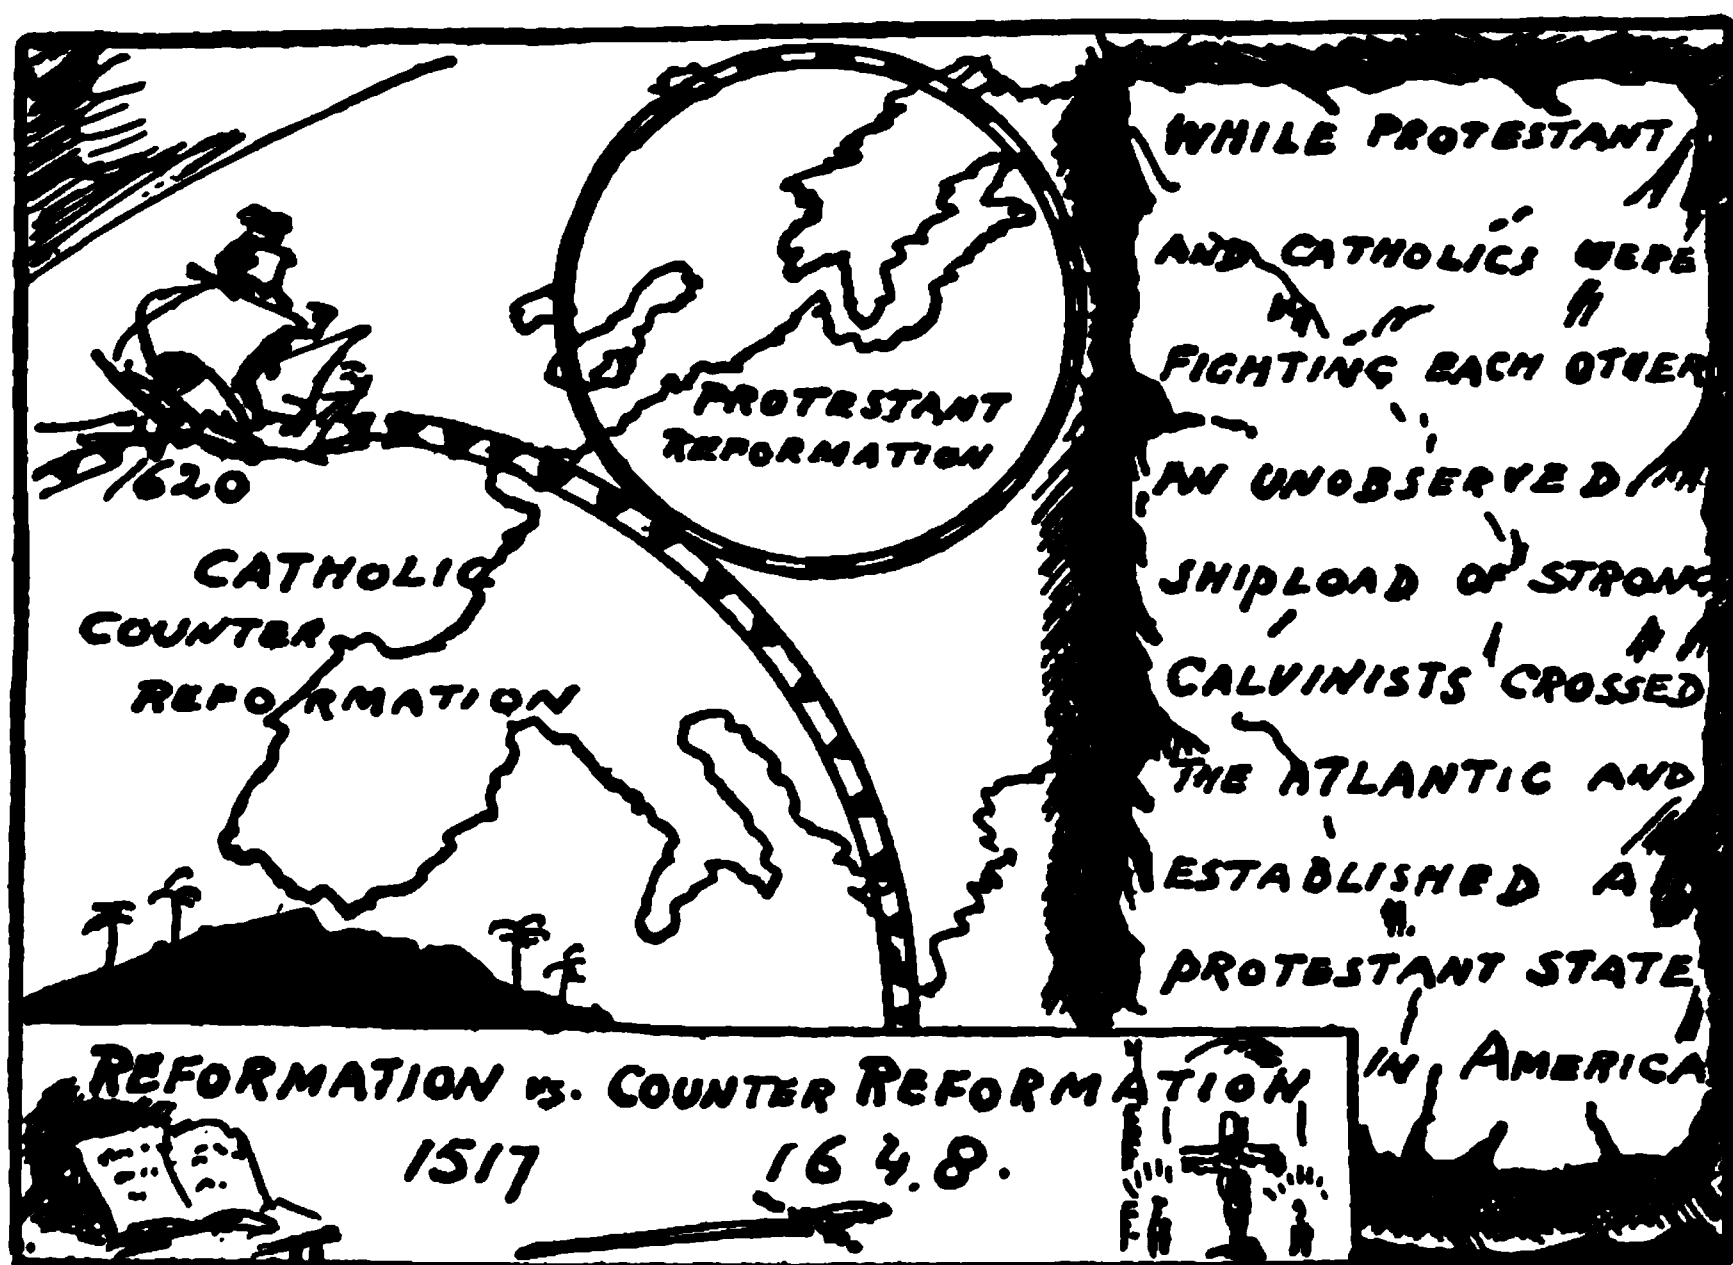 PROTESTANT
REFORMATION
1620
CATHOLIC
COUNTER
REFORMATION
WHILE PROTESTANT
AND CATHOLICS WERE
FIGHTING EACH OTHER
AN UNOBSERVED
SHIPLOAD OF STRONG
CALVINISTS CROSSED
THE ATLANTIC AND
ESTABLISHED A
PROTESTANT STATE
IN AMERICA
REFORMATION vs. COUNTER REFORMATION
1517 1648.